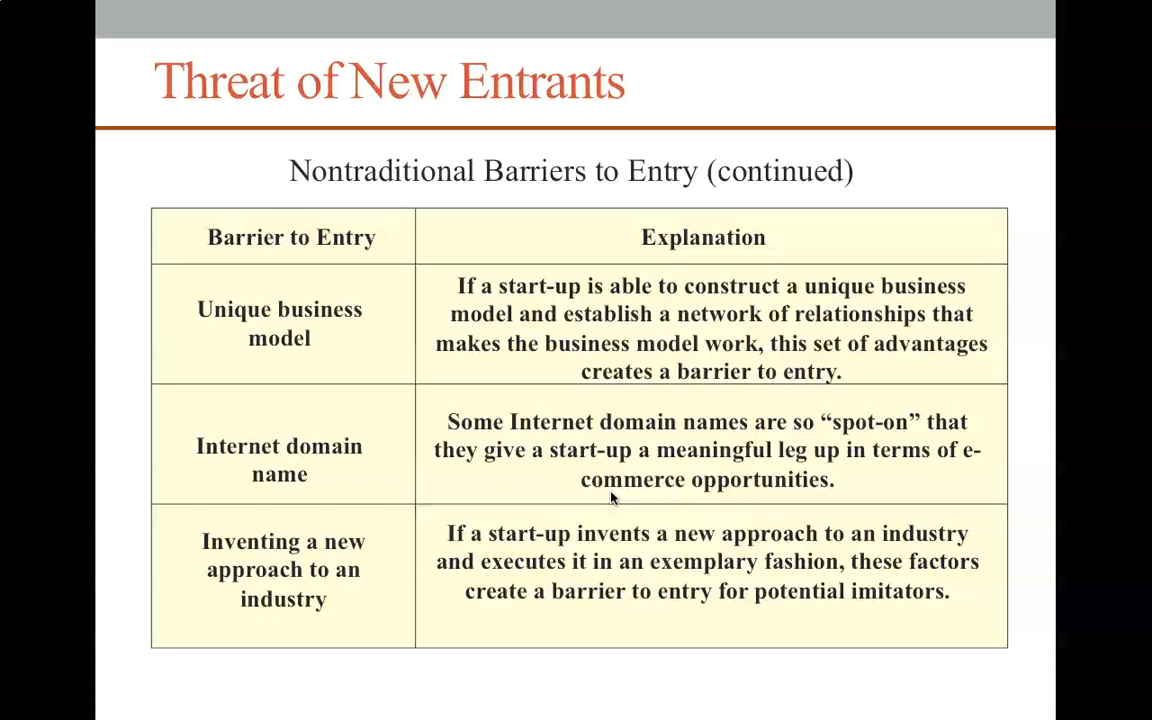 Threat of New Entrants
Nontraditional Barriers to Entry (continued)
Barrier to Entry
Explanation
Unique business
model
If a start-up is able to construct a unique business
model and establish a network of relationships that
makes the business model work, this set of advantages
creates a barrier to entry.
Internet domain
name
Some Internet domain names are so “spot-on” that
they give a start-up a meaningful leg up in terms of e-
commerce opportunities.
Inventing a new
approach to an
industry
If a start-up invents a new approach to an industry
and executes it in an exemplary fashion, these factors
create a barrier to entry for potential imitators.